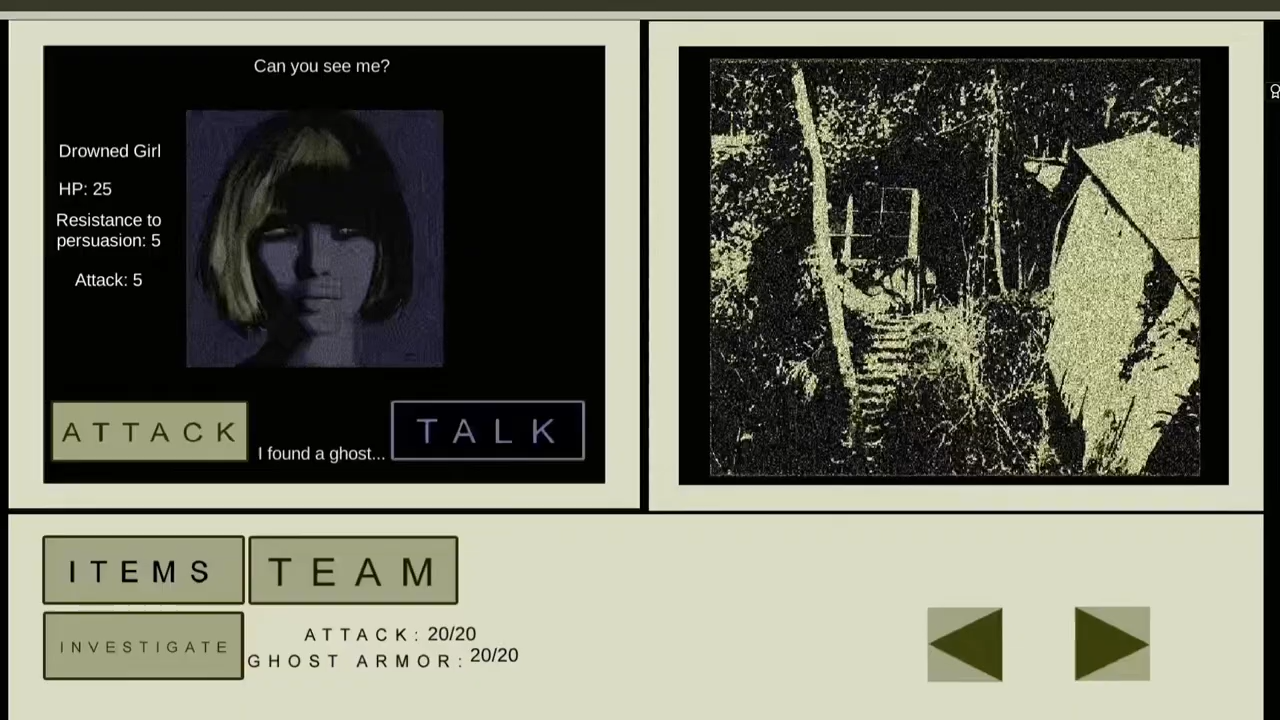 Can you see me?
Drowned Girl
HP: 25
Resistance to
persuasion: 5
Attack: 5
ATTACK
I found a ghost...
TALK
ITEMS
TEAM
INVESTIGATE
ATTACK: 20/20
GHOST ARMOR: 20/20